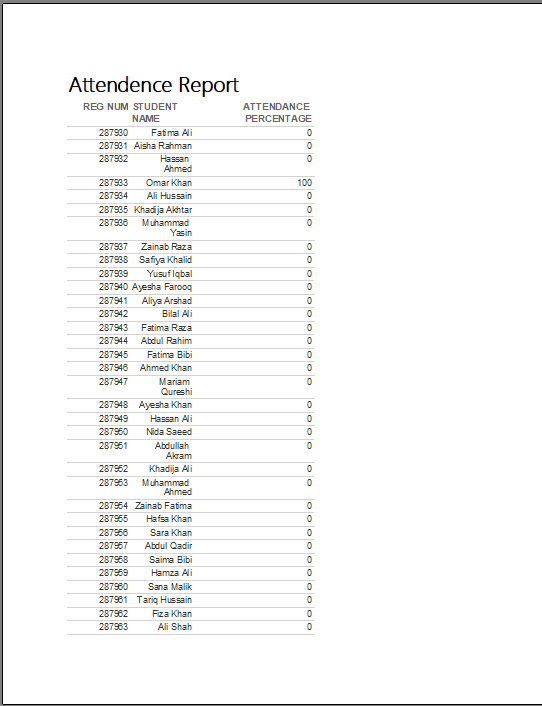 Attendence Report
REG NUM STUDENT NAME ATTENDANCE PERCENTAGE
287930 Fatima Ali 0
287931 Aisha Rahman 0
287932 Hassan Ahmed 0
287933 Omar Khan 100
287934 Ali Hussain 0
287935 Khadija Akhtar 0
287936 Muhammad Yasin 0
287937 Zainab Raza 0
287938 Safiya Khalid 0
287939 Yusuf Iqbal 0
287940 Ayesha Farooq 0
287941 Aliya Arshad 0
287942 Bilal Ali 0
287943 Fatima Raza 0
287944 Abdul Rahim 0
287945 Fatima Bibi 0
287946 Ahmed Khan 0
287947 Mariam Qureshi 0
287948 Ayesha Khan 0
287949 Hassan Ali 0
287950 Nida Saeed 0
287951 Abdullah Akram 0
287952 Khadija Ali 0
287953 Muhammad Ahmed 0
287954 Zainab Fatima 0
287955 Hafsa Khan 0
287956 Sara Khan 0
287957 Abdul Qadir 0
287958 Saima Bibi 0
287959 Hamza Ali 0
287960 Sana Malik 0
287961 Tariq Hussain 0
287962 Fiza Khan 0
287963 Ali Shah 0